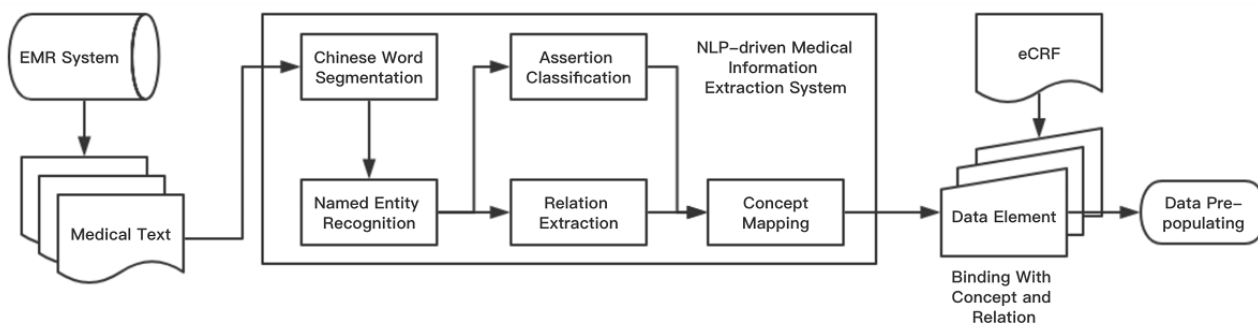 EMR System
Medical Text
Chinese Word
Segmentation
Named Entity
Recognition
Assertion
Classification
Relation
Extraction
NLP-driven Medical
Information
Extraction System
Concept
Mapping
eCRF
Data Element
Binding With
Concept and
Relation
Data Pre-
populating